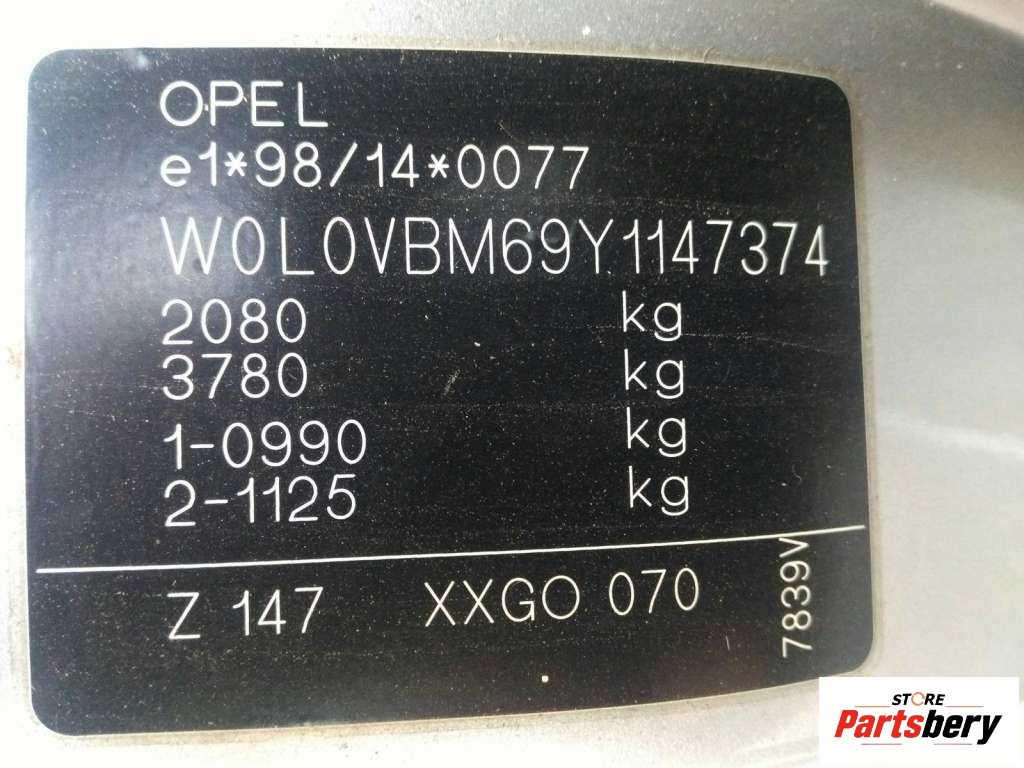 OPEL
e1*98/14*0077
W0L0VBM69Y1147374
2080 kg
3780 kg
1-0990 kg
2-1125 kg
Z 147 XXGO 070
7839V
STORE
Partsbery